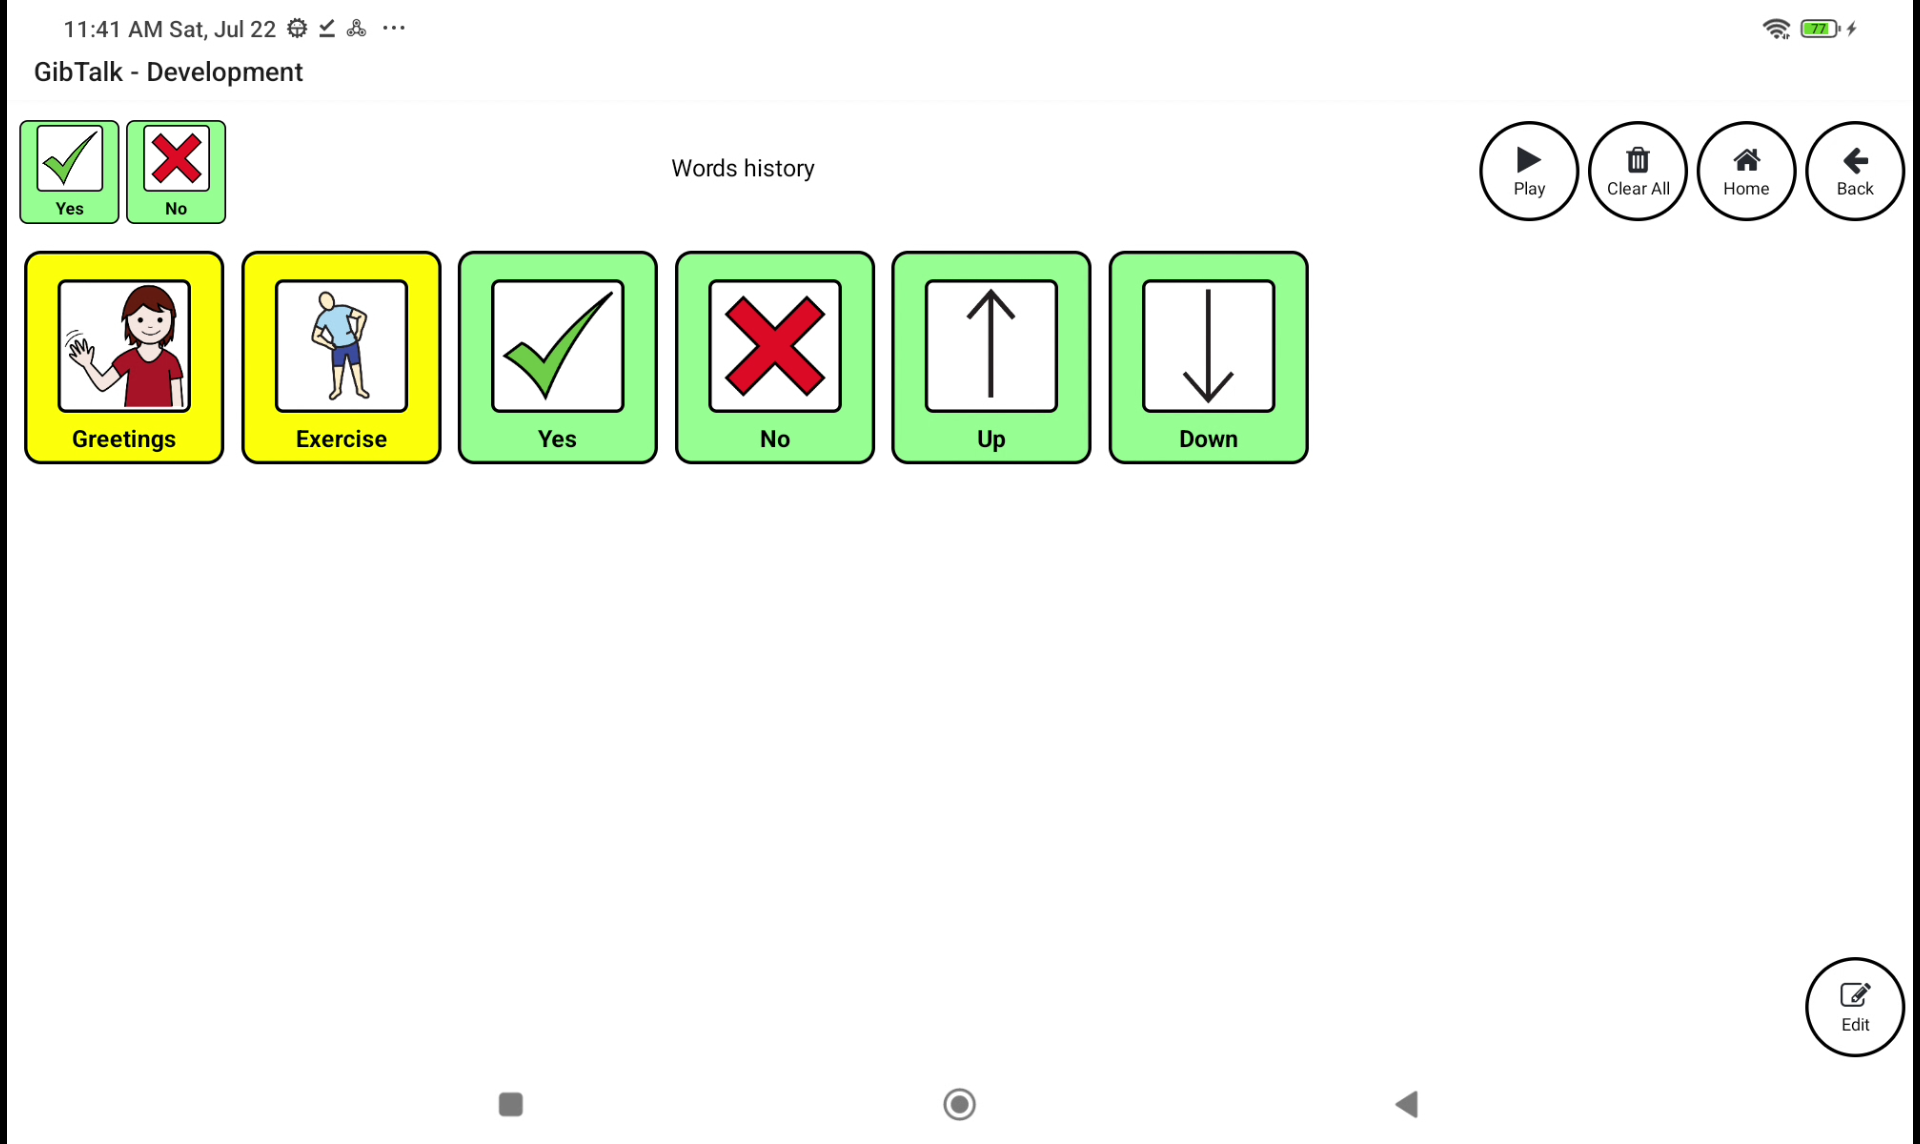 11:41 AM Sat, Jul 22
77
GibTalk - Development
Yes
No
Words history
Play
Clear All
Home
Back
Greetings
Exercise
Yes
No
Up
Down
Edit